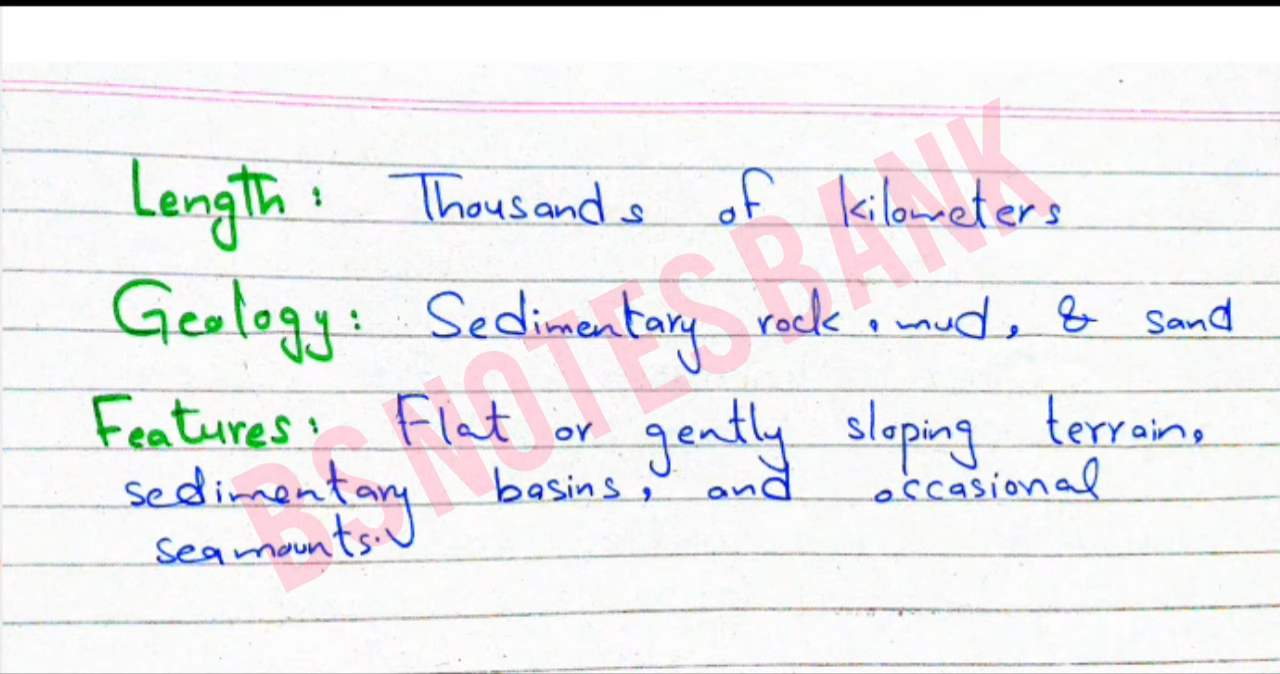 Length: Thousands of kilometers
Geology: Sedimentary rock, mud, & sand
Features: Flat or gently sloping terrain,
sedimentary basins, and occasional
seamounts.
BS NOTES BANK